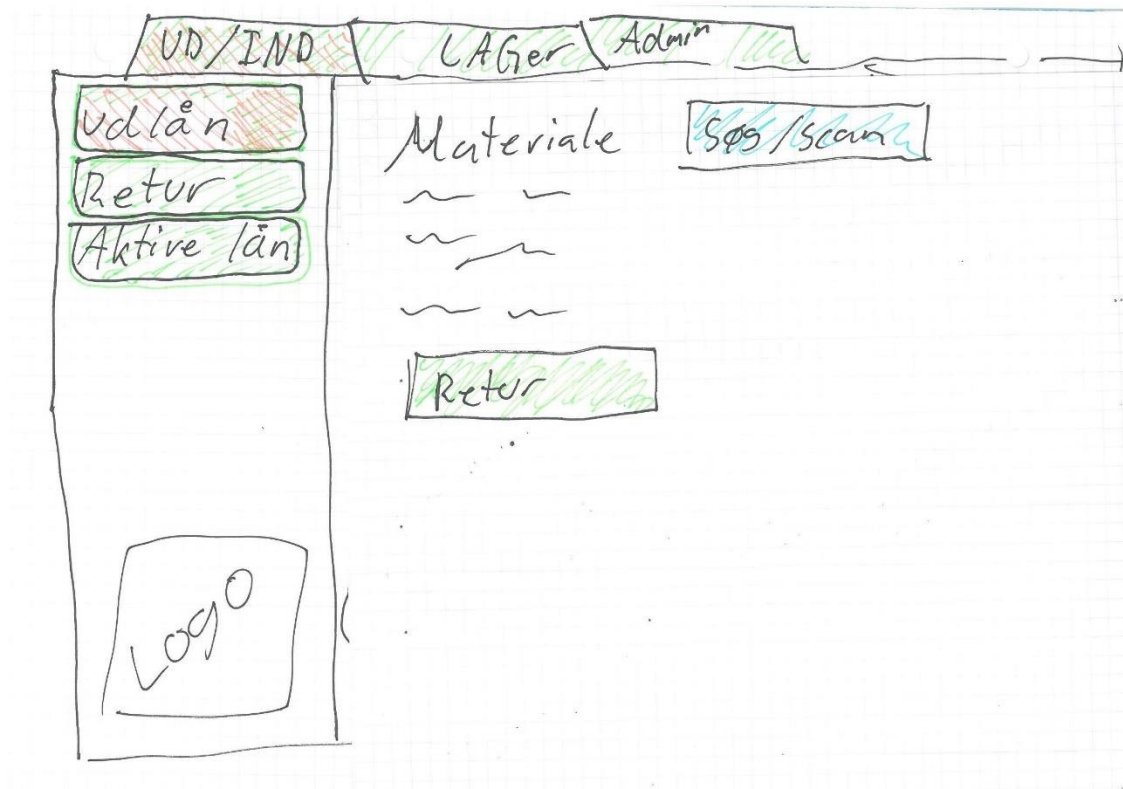 UD/IND LAGer Admin
Udlån
Retur
Aktive lån
Materiale Søg/scan
Retur
Logo